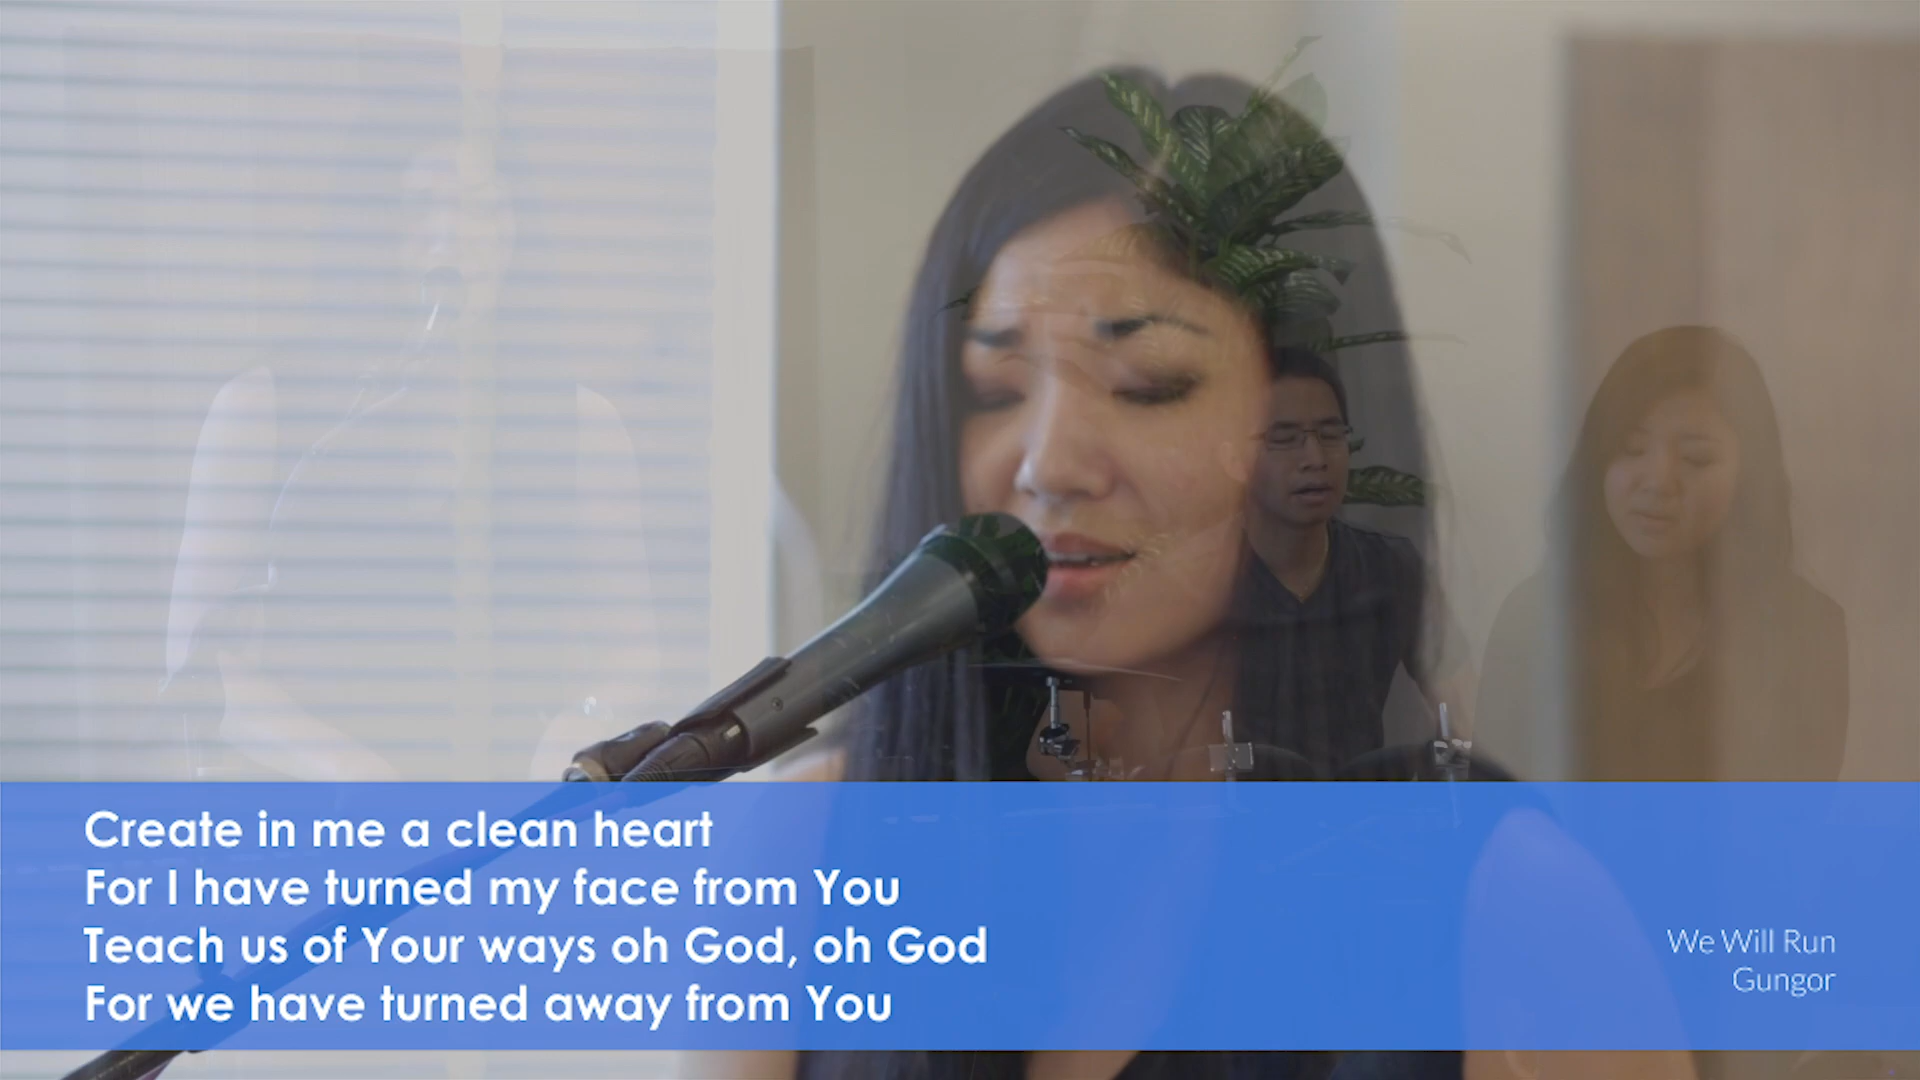 Create in me a clean heart
For I have turned my face from You
Teach us of Your ways oh God, oh God
For we have turned away from You
We Will Run
Gungor